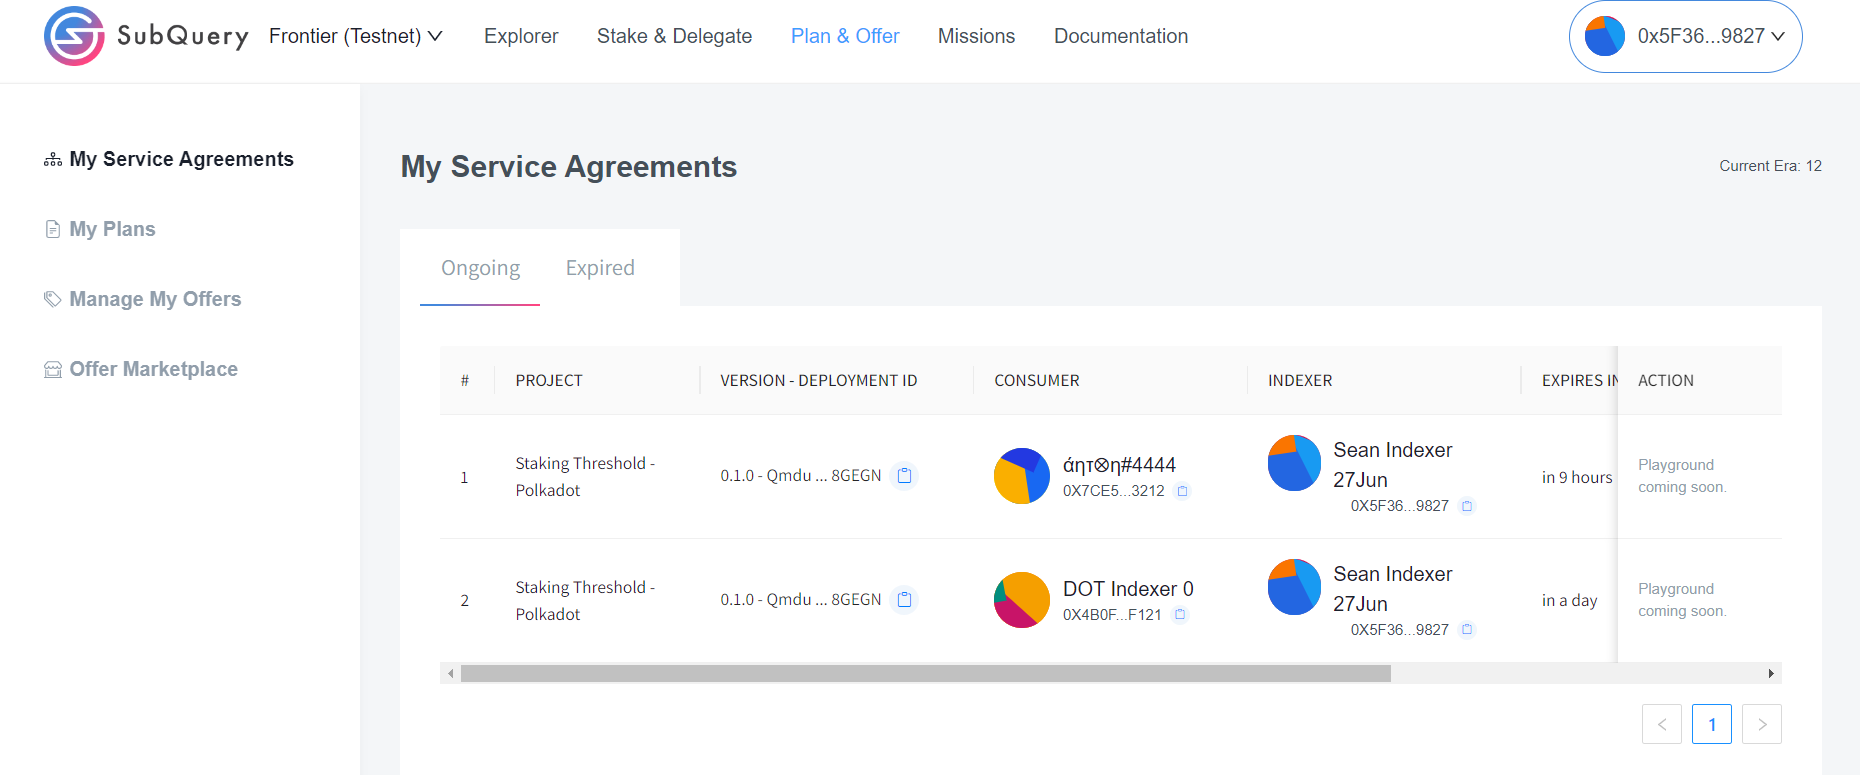 SubQuery Frontier (Testnet) Explorer Stake & Delegate Plan & Offer Missions Documentation 0x5F36...9827
My Service Agreements
My Plans
Manage My Offers
Offer Marketplace
My Service Agreements Current Era: 12
Ongoing Expired
# PROJECT VERSION - DEPLOYMENT ID CONSUMER INDEXER EXPIRES IN ACTION
1 Staking Threshold - Polkadot 0.1.0 - Qmdu ... 8GEGN άητ⊗η#4444 0X7CE5...3212 Sean Indexer 27Jun 0X5F36...9827 in 9 hours Playground coming soon.
2 Staking Threshold - Polkadot 0.1.0 - Qmdu ... 8GEGN DOT Indexer 0 0X4B0F...F121 Sean Indexer 27Jun 0X5F36...9827 in a day Playground coming soon.
< 1 >